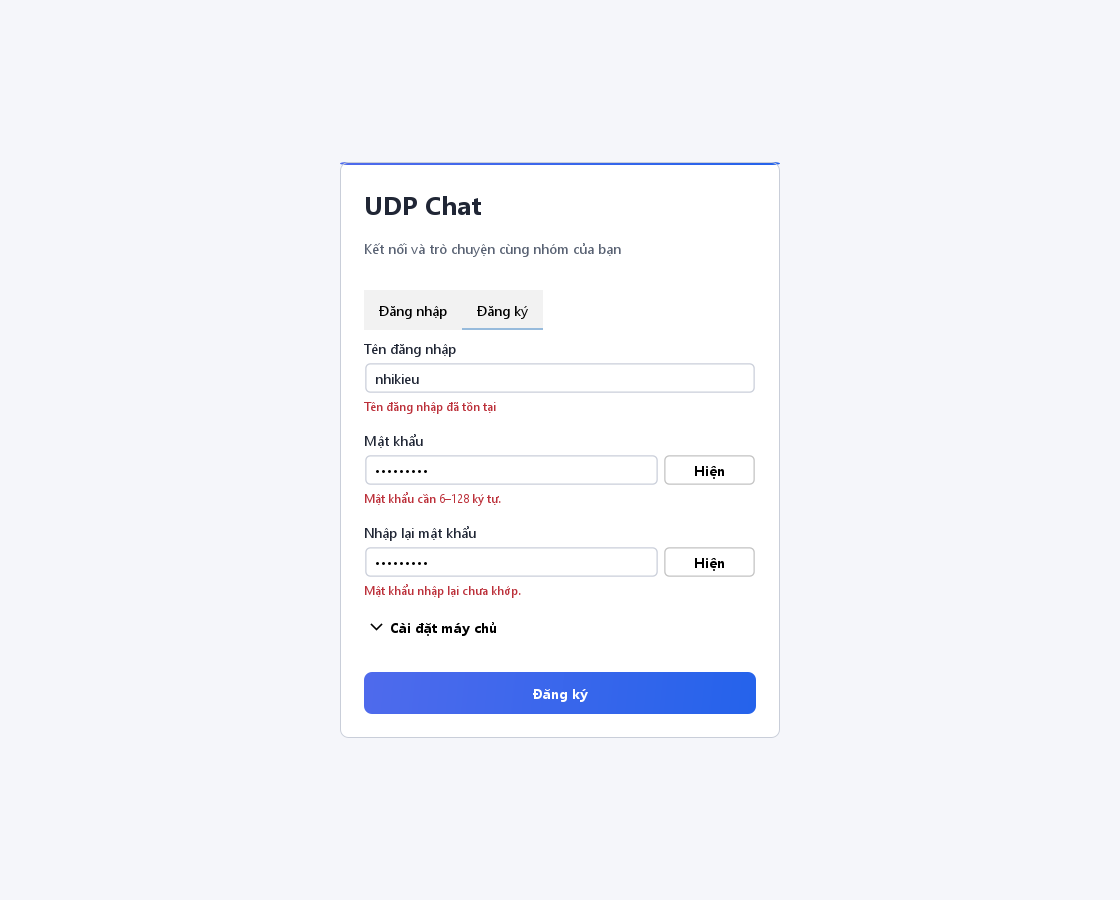 UDP Chat
Kết nối và trò chuyện cùng nhóm của bạn
Đăng nhập Đăng ký
Tên đăng nhập
nhikieu
Tên đăng nhập đã tồn tại
Mật khẩu
••••••••• Hiện
Mật khẩu cần 6–128 ký tự.
Nhập lại mật khẩu
••••••••• Hiện
Mật khẩu nhập lại chưa khớp.
Cài đặt máy chủ
Đăng ký